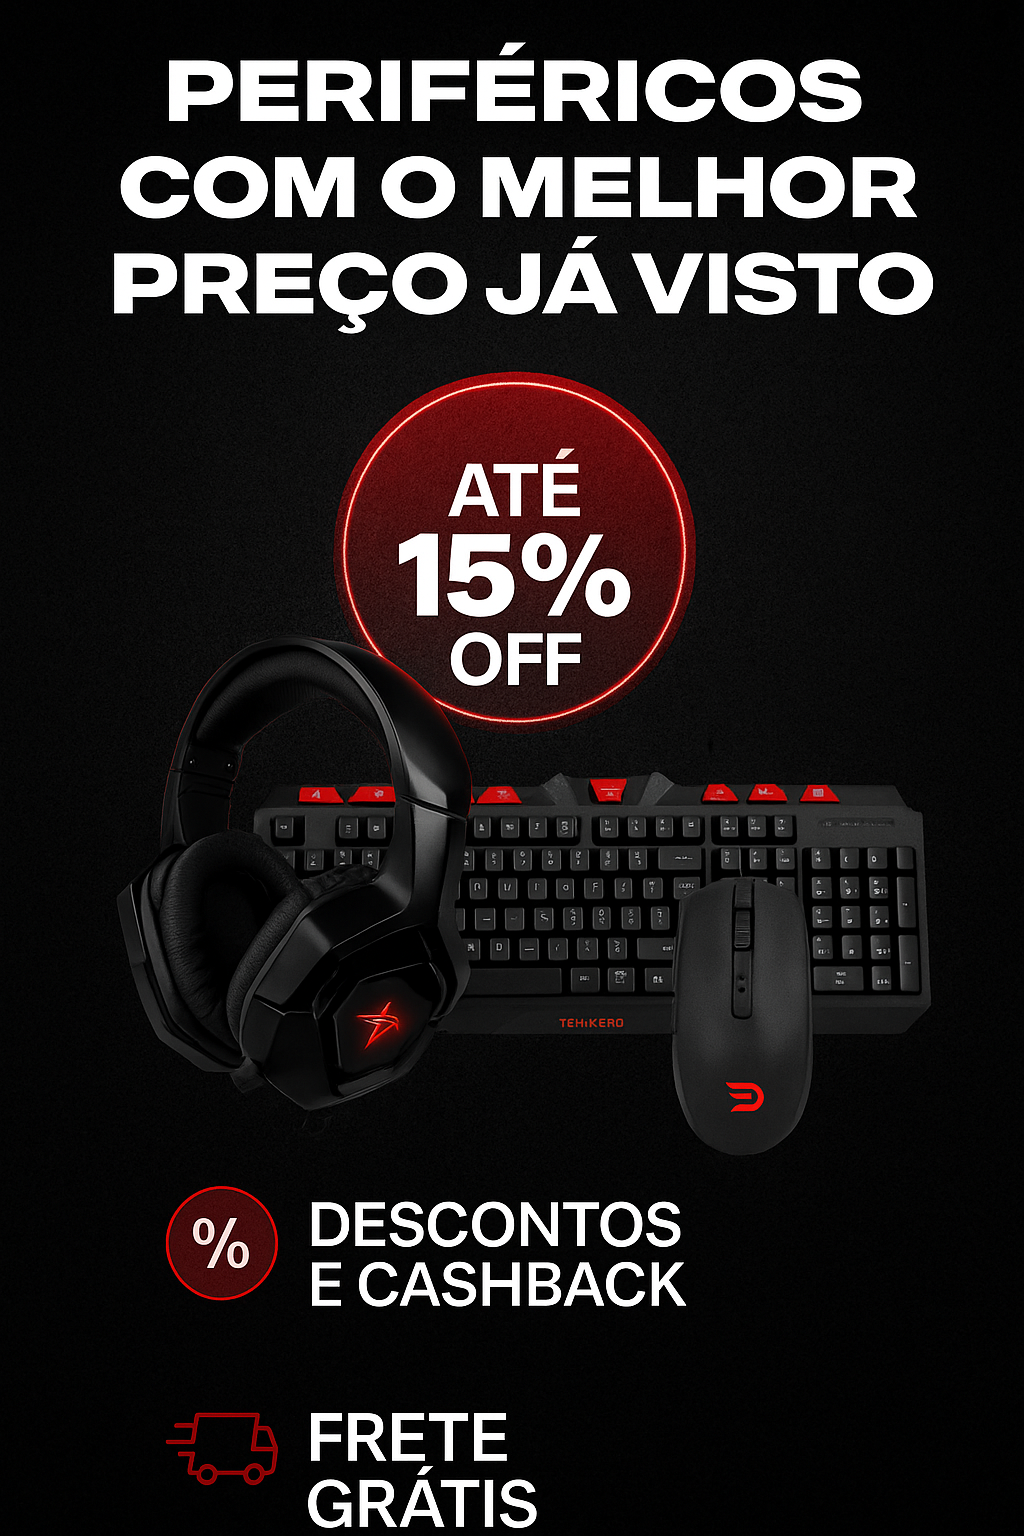 PERIFÉRICOS
COM O MELHOR
PREÇO JÁ VISTO
ATÉ
15%
OFF
TEHIKERO
%
DESCONTOS
E CASHBACK
FRETE
GRÁTIS